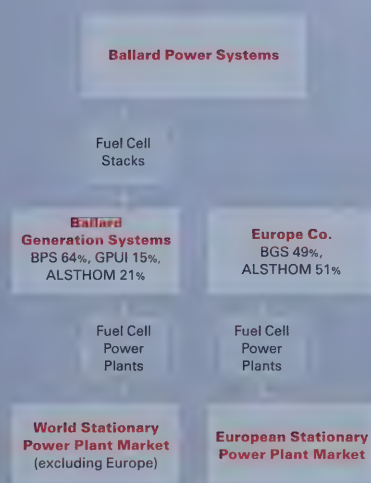 Ballard Power Systems
Fuel Cell
Stacks
Ballard
Generation Systems
BPS 64%, GPUI 15%,
ALSTHOM 21%
Europe Co.
BGS 49%,
ALSTHOM 51%
Fuel Cell
Power
Plants
Fuel Cell
Power
Plants
World Stationary
Power Plant Market
(excluding Europe)
European Stationary
Power Plant Market